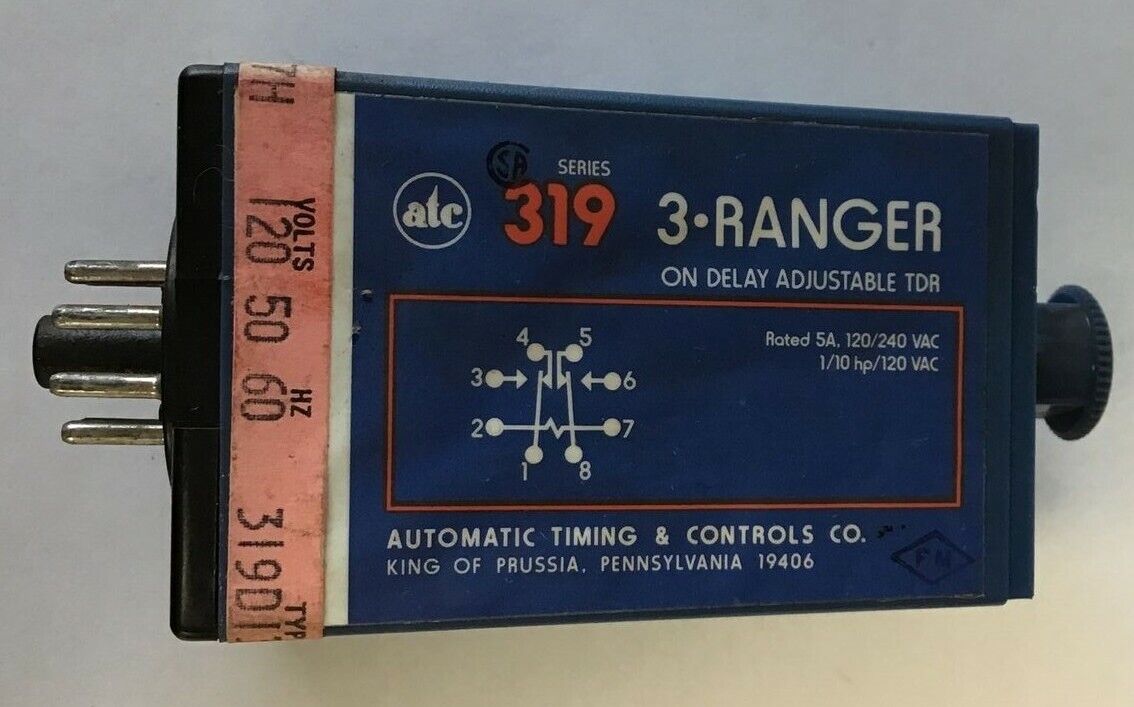 atc
SA
SERIES
319
3•RANGER
ON DELAY ADJUSTABLE TDR
Rated 5A, 120/240 VAC
1/10 hp/120 VAC
4 5
3 6
2 7
1 8
AUTOMATIC TIMING & CONTROLS CO.
KING OF PRUSSIA, PENNSYLVANIA 19406
FM
VOLTS HZ
120 50 60